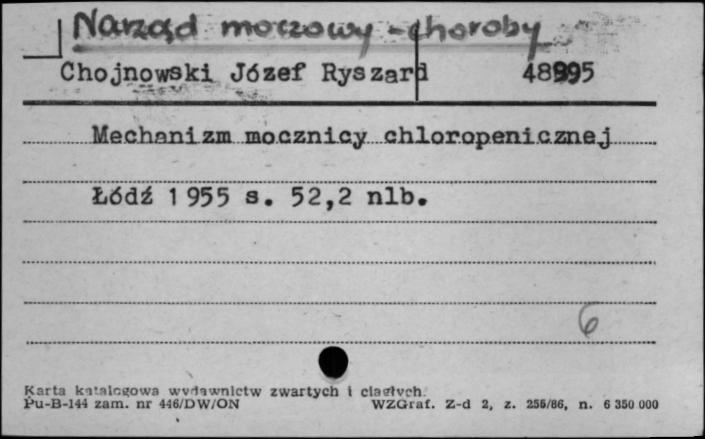 Narząd moczowy - choroby
Chojnowski Józef Ryszard 48995
Mechanizm mocznicy chloropenicznej
Łódź 1955 s. 52,2 nlb.
6
Karta katalogowa wydawnictw zwartych i ciągłych.
Pu-B-144 zam. nr 446/DW/ON WZGraf. Z-d 2, z. 256/86, n. 6 350 000